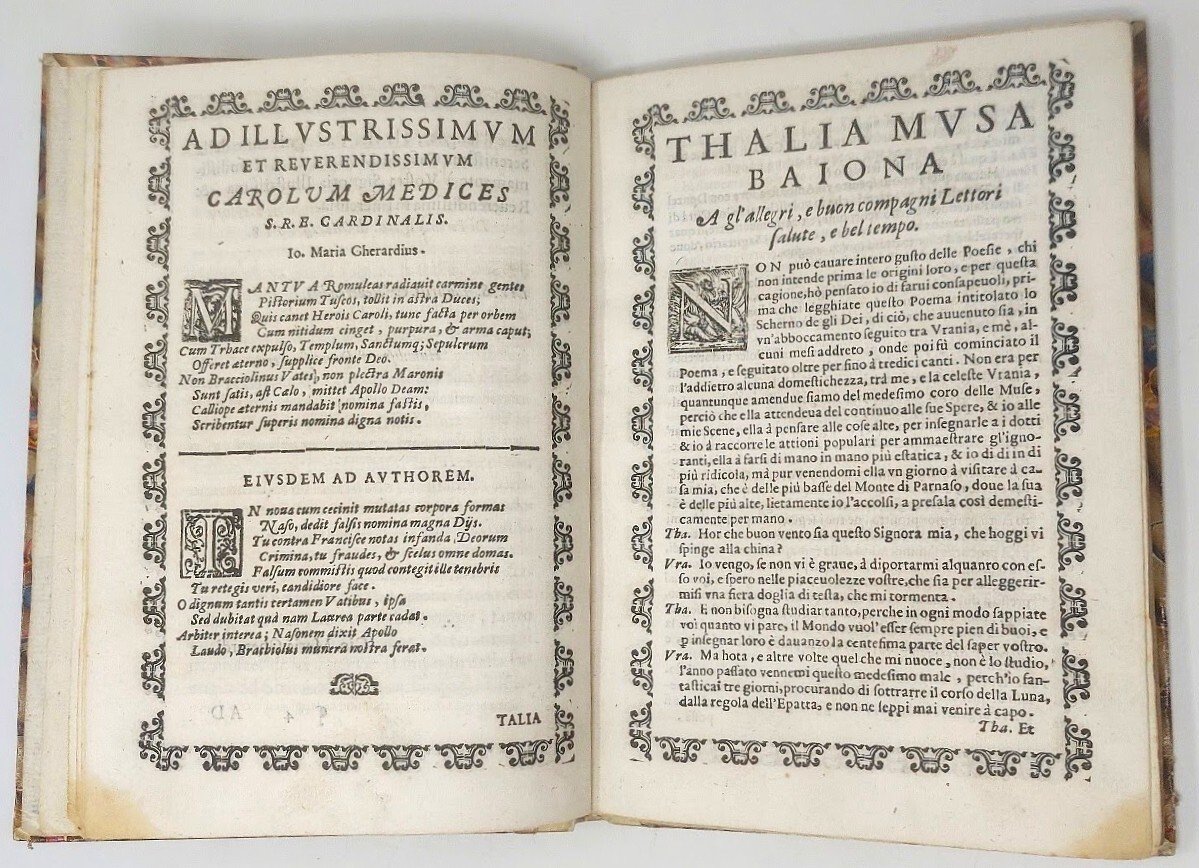 AD ILLVSTRISSIMVM
ET REVERENDISSIMVM
CAROLVM MEDICES
S.R.E. CARDINALIS.
Io. Maria Gherardius.
MANTVA Romuleas radiauit carmine gentes
Pistorium Tuscos, tollit in astra Duces;
Quis canet Herois Caroli, tunc facta per orbem
Cum nitidum cinget, purpura, & arma caput;
Cum Trhace expulso, Templum, Sanctumq; Sepulcrum
Offeret æterno, supplice fronte Deo.
Non Bracciolinus Vates, non plectra Maronis
Sunt satis, ast Calo, mittet Apollo Deam:
Calliope æternis mandabit nomina fastis,
Scribentur superis nomina digna notis.
EIVSDEM AD AVTHOREM.
IN noua cum cecinit mutatas corpora formas
Naso, dedit falsis nomina magna Dijs.
Tu contra Francisce notas infanda Deorum
Crimina, tu fraudes, & scelus omne domas.
Falsum commistis quod contegit ille tenebris
Tu retegis veri, candidiore face.
O dignum tantis certamen Vatibus, ipsa
Sed dubitat quà nam Laurea parte cadat.
Arbiter interea; Nasonem dixit Apollo
Laudo, Brathiolus munera nostra ferat.
TALIA
THALIA MVSA
BAIONA
A gl'allegri, e buon compagni Lettori
salute, e bel tempo.
NON può cauare intero gusto delle Poesie, chi
non intende prima le origini loro, e per questa
cagione, hò pensato io di farui consapeuoli, pri-
ma che legghiate questo Poema intitolato lo
Scherno de gli Dei, di ciò, che auuenuto sia, in
vn'abboccamento seguito tra Vrania, e mè, al-
cuni mesi addreto, onde poi sù cominciato il
Poema, e seguitato oltre per fino à tredici canti. Non era per
l'addietro alcuna domestichezza, trà me, e la celeste Vrania,
quantunque amendue siamo del medesimo coro delle Muse,
perciò che ella attendeua del continuo alle sue Spere, & io alle
mie Scene, ella à pensare alle cose alte, per insegnarle a i dotti
& io à raccorre le attioni populari per ammaestrare gl'igno-
ranti, ella à farsi di mano in mano più estatica, & io di dì in dì
più ridicola, mà pur venendomi ella vn giorno à visitare à ca-
sa mia, che è delle più basse del Monte di Parnaso, doue la sua
è delle più alte, lietamente io l'accolsi, a presala così demesti-
camente per mano.
Tha. Hor che buon vento sia questo Signora mia, che hoggi vi
spinge alla china?
Vra. Io vengo, se non vi è graue, à diportarmi alquanto con es-
so voi, e spero nelle piaceuolezze vostre, che sia per alleggerir-
misi vna fiera doglia di testa, che mi tormenta.
Tha. E non bisogna studiar tanto, perche in ogni modo sappiate
voi quanto vi pare, il Mondo vuol'esser sempre pien di buoi, e
ꝑ insegnar loro è dauanzo la centesima parte del saper vostro.
Vra. Ma hota, e altre volte quel che mi nuoce, non è lo studio,
l'anno passato vennemi questo medesimo male, perch'io fan-
tasticai tre giorni, procurando di sottrarre il corso della Luna,
dalla regola dell'Epatta, e non ne seppi mai venire à capo.
Tha. Et